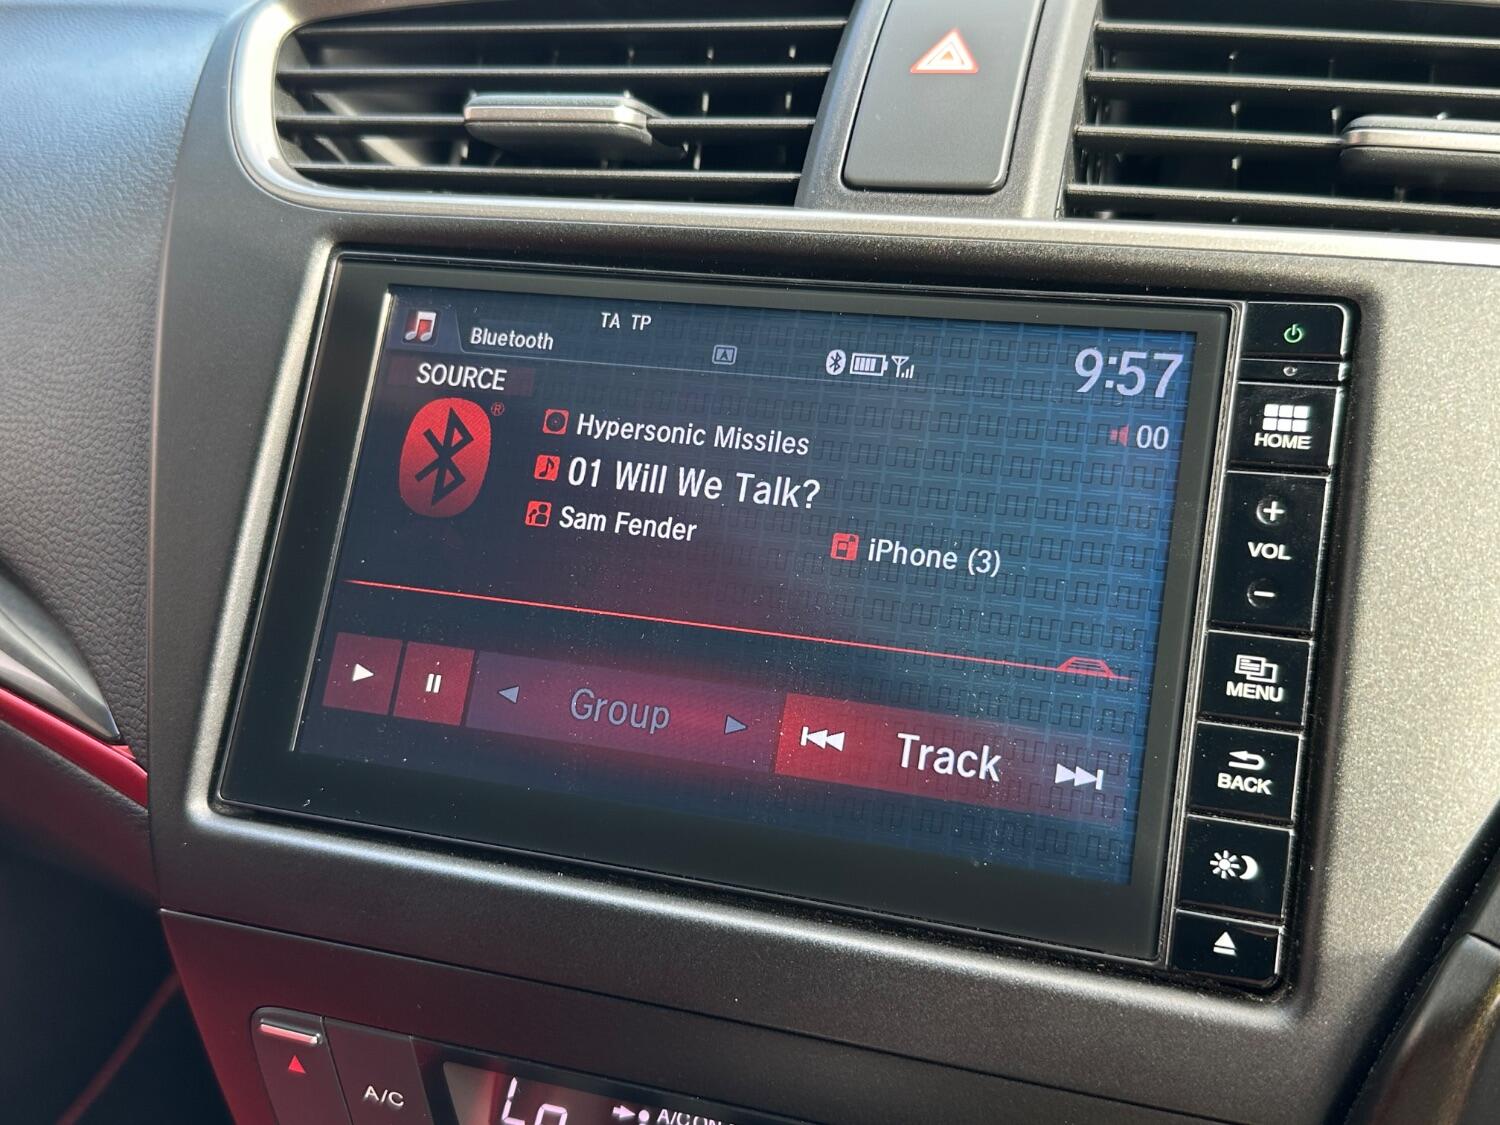 TA TP
Bluetooth
9:57
SOURCE
®
00
Hypersonic Missiles
01 Will We Talk?
Sam Fender
iPhone (3)
Group
Track
HOME
+
VOL
-
MENU
BACK
A/C
Lo
A/C ON